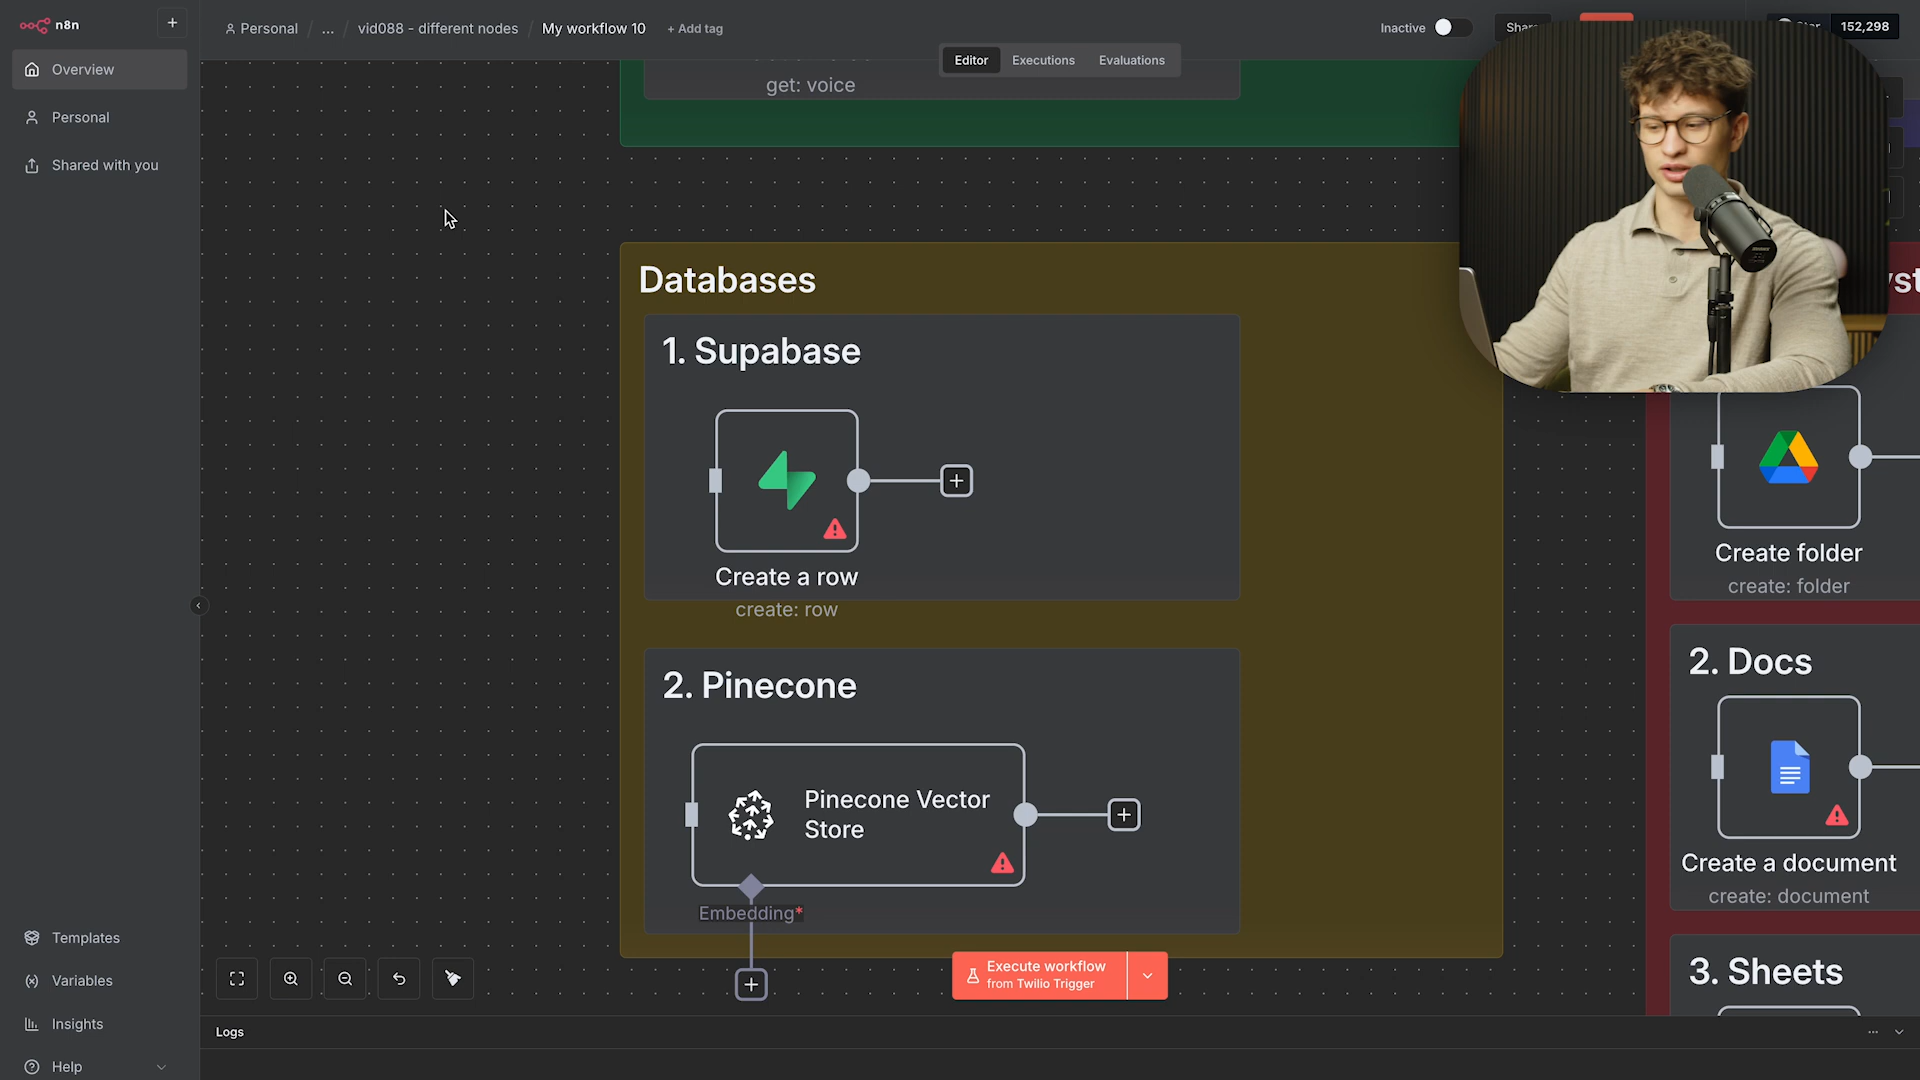 n8n
+
Personal / ... / vid088 - different nodes / My workflow 10 + Add tag
Inactive
152,298
Editor Executions Evaluations
Overview
Personal
Shared with you
get: voice
Databases
1. Supabase
Create a row
create: row
2. Pinecone
Pinecone Vector
Store
Embedding*
Create folder
create: folder
2. Docs
Create a document
create: document
3. Sheets
Templates
Variables
Insights
Help
Execute workflow
from Twilio Trigger
Logs